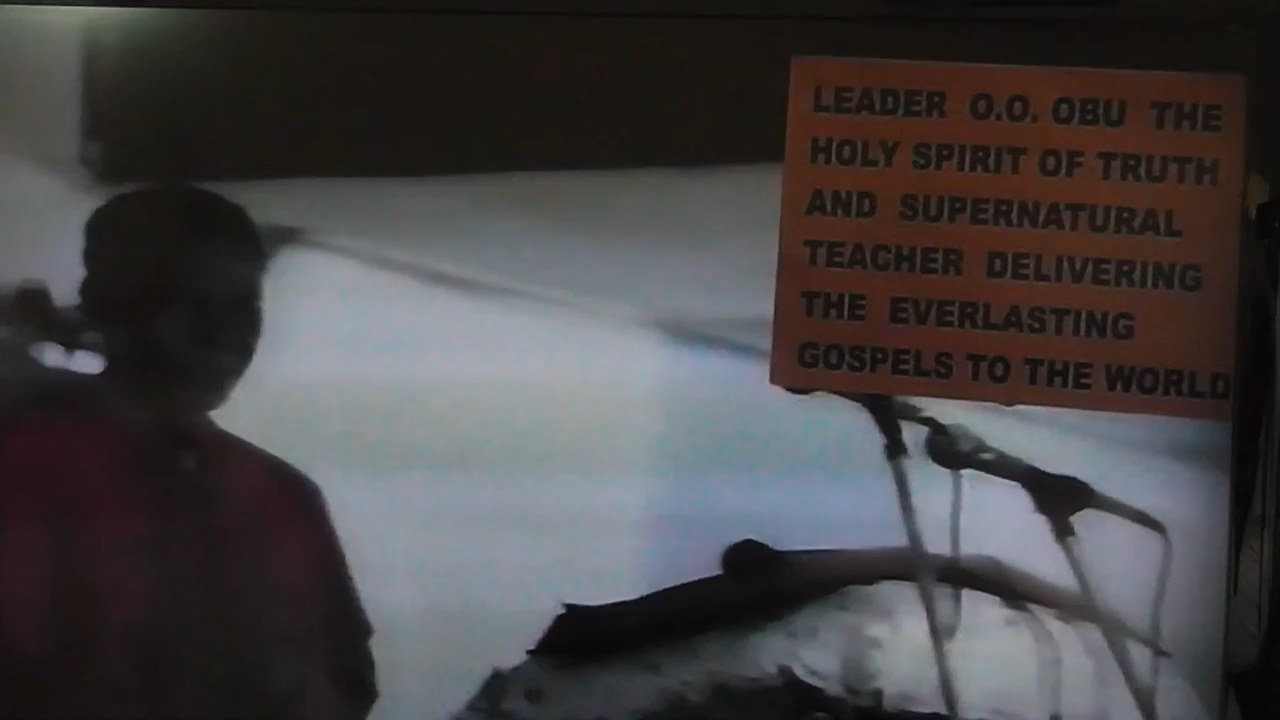 LEADER O.O. OBU THE
HOLY SPIRIT OF TRUTH
AND SUPERNATURAL
TEACHER DELIVERING
THE EVERLASTING
GOSPELS TO THE WORLD